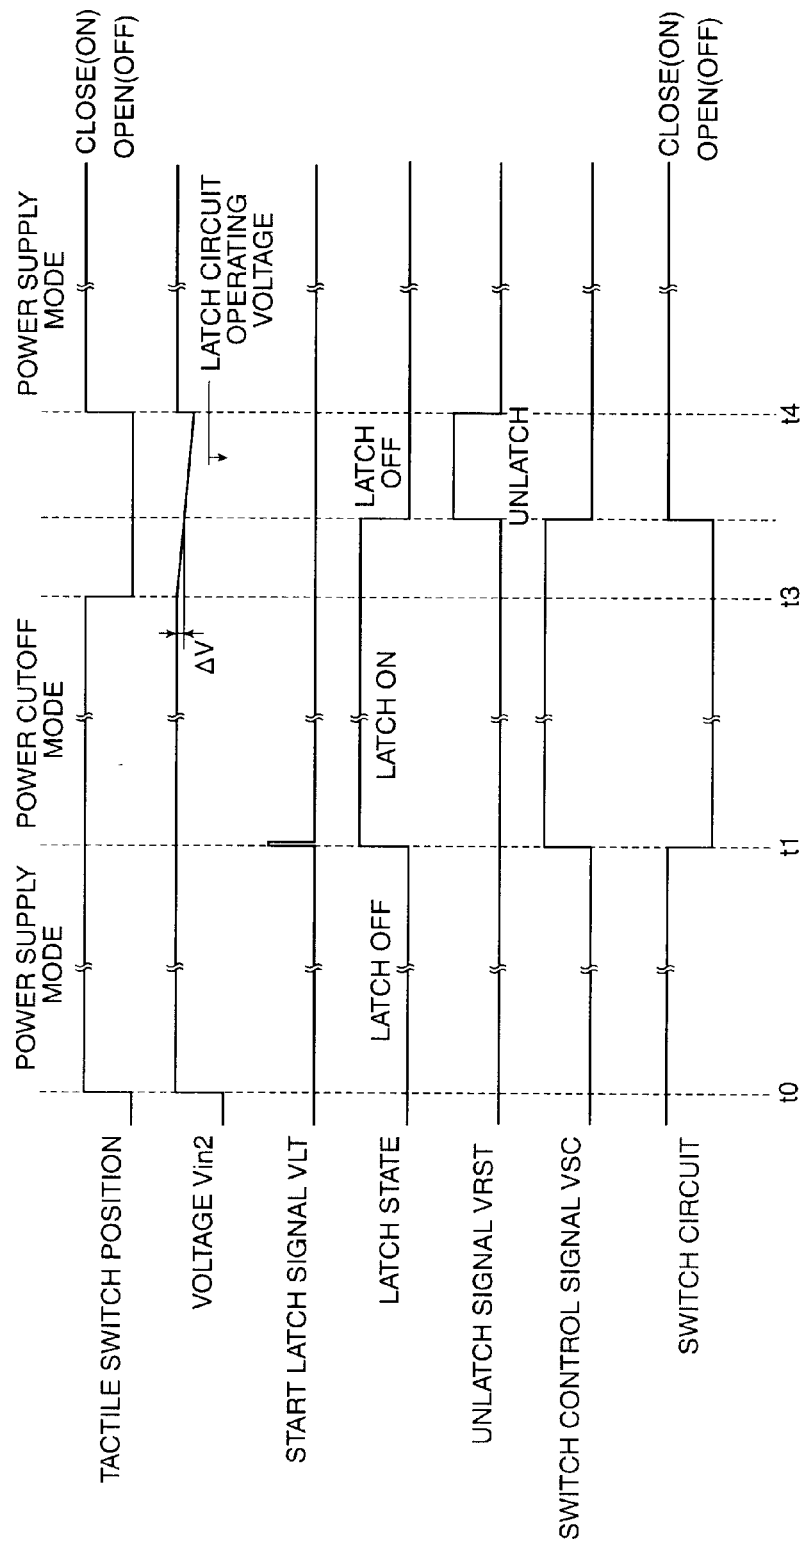 POWER SUPPLY
MODE
POWER CUTOFF
MODE
POWER SUPPLY
MODE
TACTILE SWITCH POSITION
CLOSE(ON)
OPEN(OFF)
VOLTAGE Vin2
ΔV
LATCH CIRCUIT
OPERATING
VOLTAGE
START LATCH SIGNAL VLT
LATCH STATE
LATCH OFF
LATCH ON
LATCH
OFF
UNLATCH SIGNAL VRST
UNLATCH
SWITCH CONTROL SIGNAL VSC
SWITCH CIRCUIT
CLOSE(ON)
OPEN(OFF)
t0
t1
t3
t4